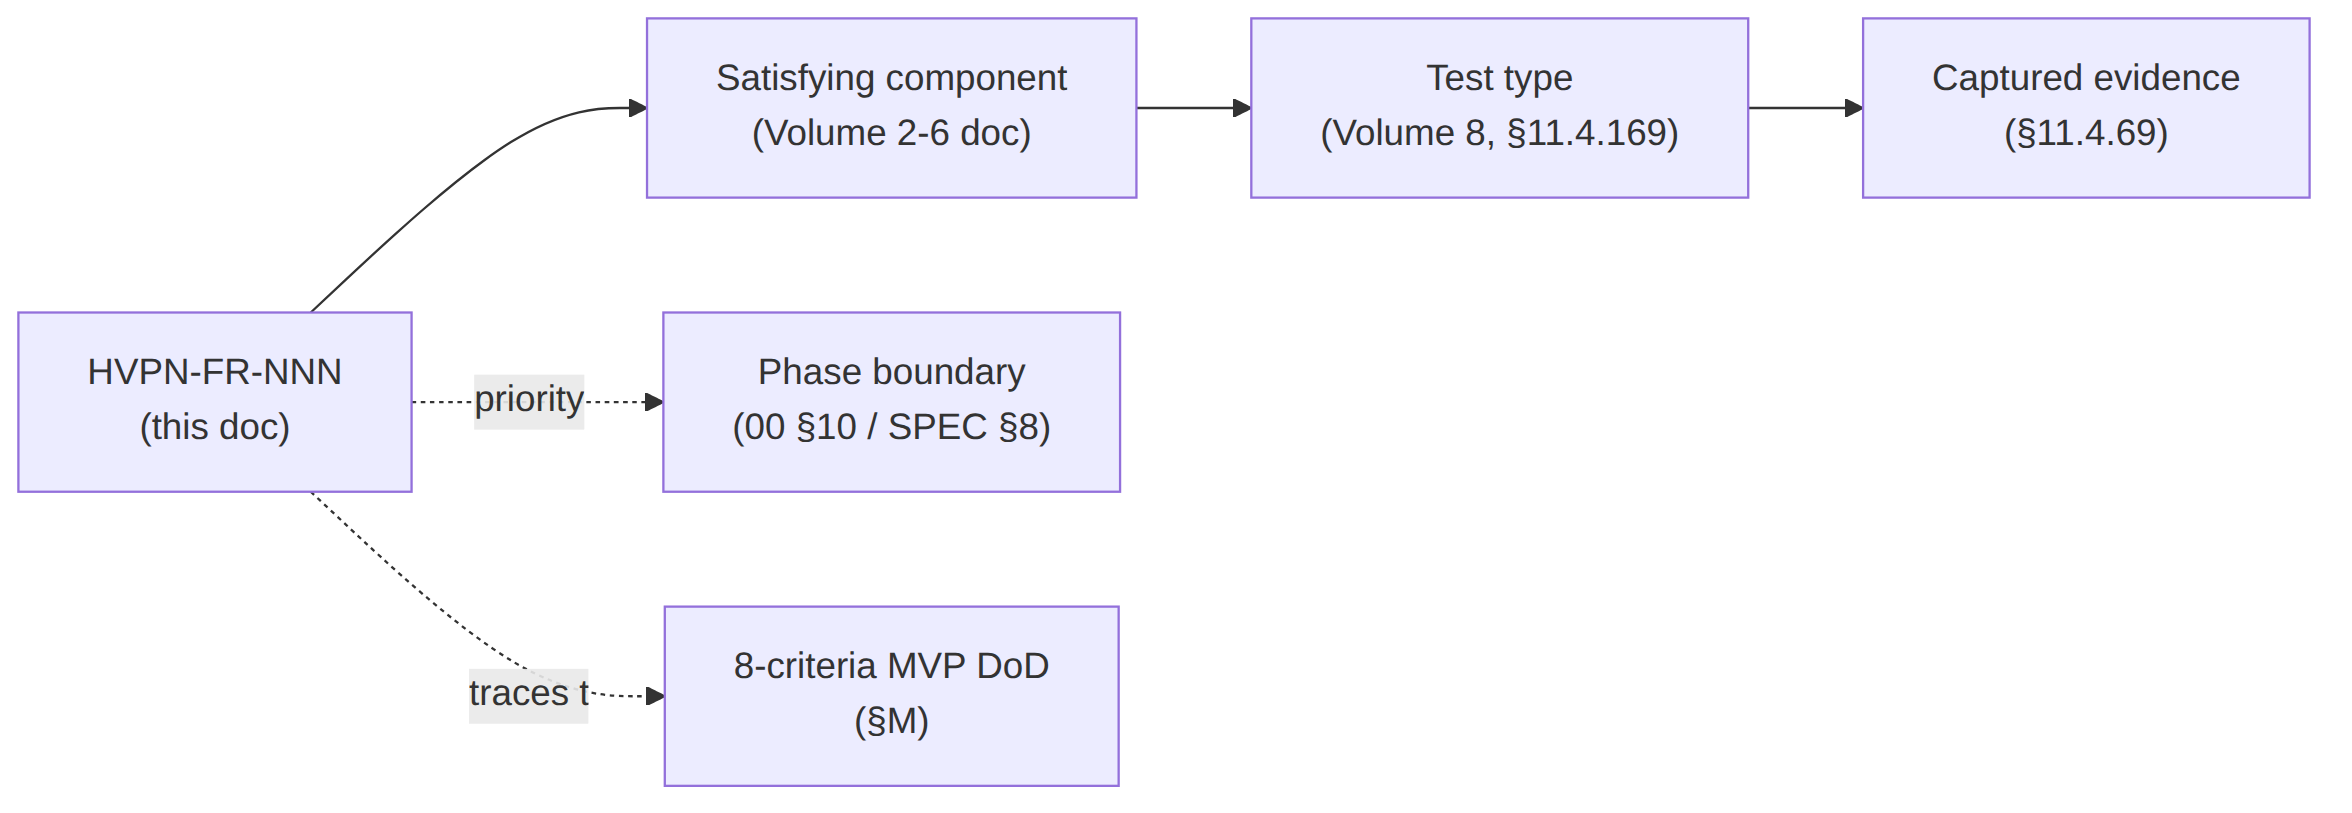 Satisfying component
(Volume 2-6 doc)
Test type
(Volume 8, §11.4.169)
Captured evidence
(§11.4.69)
HVPN-FR-NNN
(this doc)
priority
Phase boundary
(00 §10 / SPEC §8)
traces t
8-criteria MVP DoD
(§M)